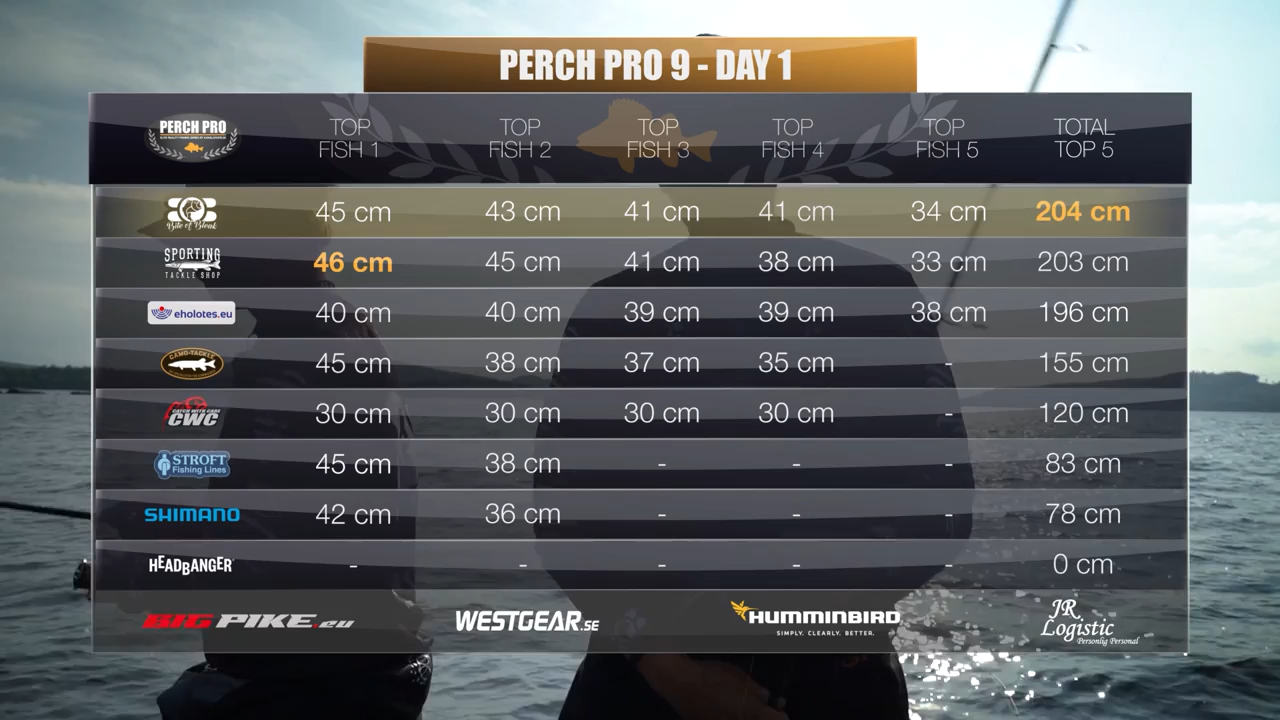 PERCH PRO 9 - DAY 1
PERCH PRO
TOP FISH 1
TOP FISH 2
TOP FISH 3
TOP FISH 4
TOP FISH 5
TOTAL TOP 5
Bite of Bleak 45 cm 43 cm 41 cm 41 cm 34 cm 204 cm
SPORTING TACKLE SHOP 46 cm 45 cm 41 cm 38 cm 33 cm 203 cm
eholotes.eu 40 cm 40 cm 39 cm 39 cm 38 cm 196 cm
CAMO-TACKLE 45 cm 38 cm 37 cm 35 cm - 155 cm
CATCH WITH CARE CWC 30 cm 30 cm 30 cm 30 cm - 120 cm
STROFT Fishing Lines 45 cm 38 cm - - - 83 cm
SHIMANO 42 cm 36 cm - - - 78 cm
HEADBANGER - - - - - 0 cm
BIG PIKE.eu
WESTGEAR.SE
HUMMINBIRD
SIMPLY. CLEARLY. BETTER.
JR Logistic
Personlig Personal